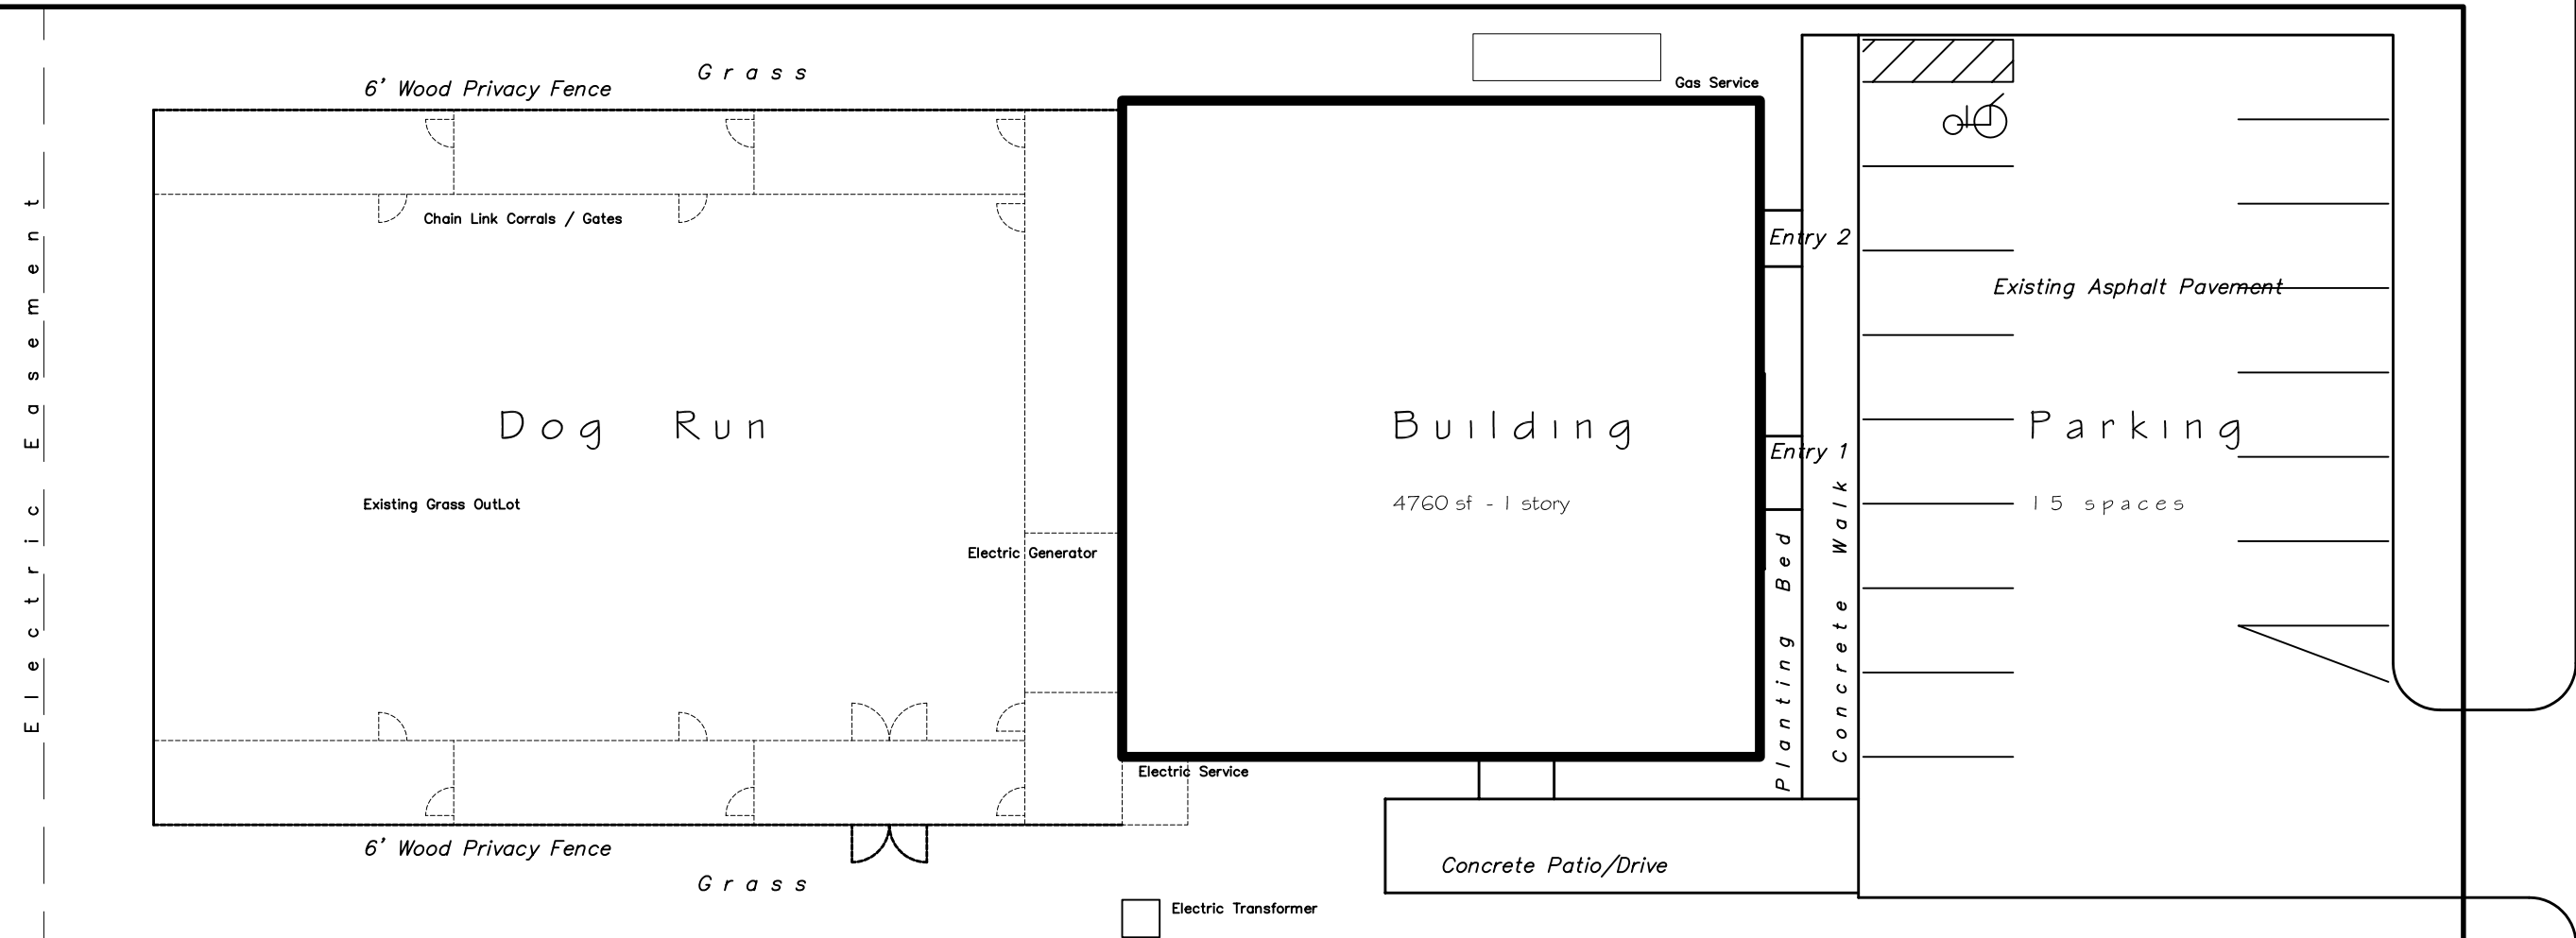 Grass
6' Wood Privacy Fence
Gas Service
Chain Link Corrals / Gates
Entry 2
Existing Asphalt Pavement
Electric Easement
Dog Run
Building
Parking
Entry 1
Existing Grass OutLot
4760 sf - 1 story
15 spaces
Electric Generator
Planting Bed
Concrete Walk
Electric Service
6' Wood Privacy Fence
Concrete Patio/Drive
Grass
Electric Transformer